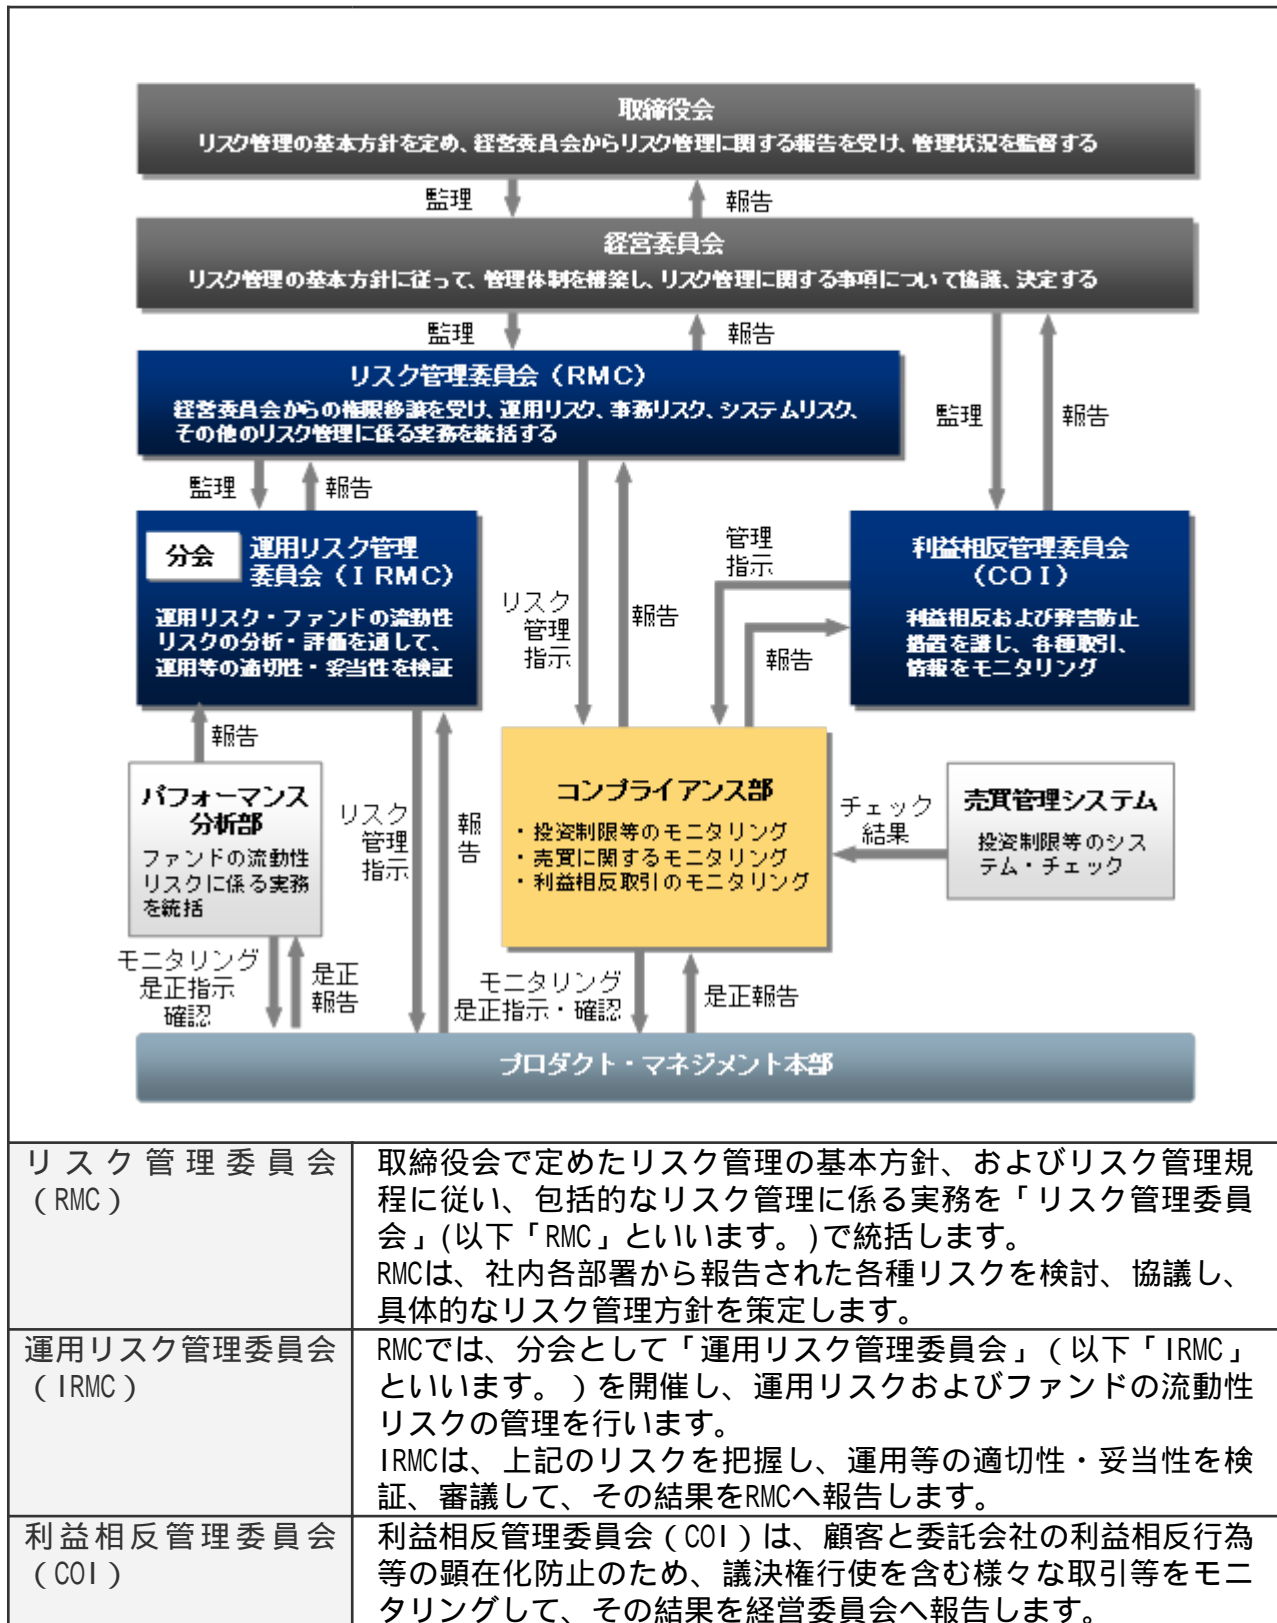 取締役会
リスク管理の基本方針を定め、経営委員会からリスク管理に関する報告を受け、管理状況を監督する
監理
報告
経営委員会
リスク管理の基本方針に従って、管理体制を構築し、リスク管理に関する事項について協議、決定する
監理
報告
監理
報告
リスク管理委員会（RMC）
経営委員会からの権限移譲を受け、運用リスク、事務リスク、システムリスク、
その他のリスク管理に係る実務を統括する
監理
報告
分会
運用リスク管理
委員会（IRMC）
運用リスク・ファンドの流動性
リスクの分析・評価を通して、
運用等の適切性・妥当性を検証
リスク
管理
指示
報告
管理
指示
報告
利益相反管理委員会
（COI）
利益相反および弊害防止
措置を講じ、各種取引、
情報をモニタリング
報告
パフォーマンス
分析部
ファンドの流動性
リスクに係る実務
を統括
リスク
管理
指示
報
告
コンプライアンス部
・投資制限等のモニタリング
・売買に関するモニタリング
・利益相反取引のモニタリング
チェック
結果
売買管理システム
投資制限等のシス
テム・チェック
モニタリング
是正指示
確認
是正
報告
モニタリング
是正指示・確認
是正報告
プロダクト・マネジメント本部
リスク管理委員会
（RMC）
取締役会で定めたリスク管理の基本方針、およびリスク管理規
程に従い、包括的なリスク管理に係る実務を「リスク管理委員
会」(以下「RMC」といいます。)で統括します。
RMCは、社内各部署から報告された各種リスクを検討、協議し、
具体的なリスク管理方針を策定します。
運用リスク管理委員会
（IRMC）
RMCでは、分会として「運用リスク管理委員会」（以下「IRMC」
といいます。）を開催し、運用リスクおよびファンドの流動性
リスクの管理を行います。
IRMCは、上記のリスクを把握し、運用等の適切性・妥当性を検
証、審議して、その結果をRMCへ報告します。
利益相反管理委員会
（COI）
利益相反管理委員会（COI）は、顧客と委託会社の利益相反行為
等の顕在化防止のため、議決権行使を含む様々な取引等をモニ
タリングして、その結果を経営委員会へ報告します。